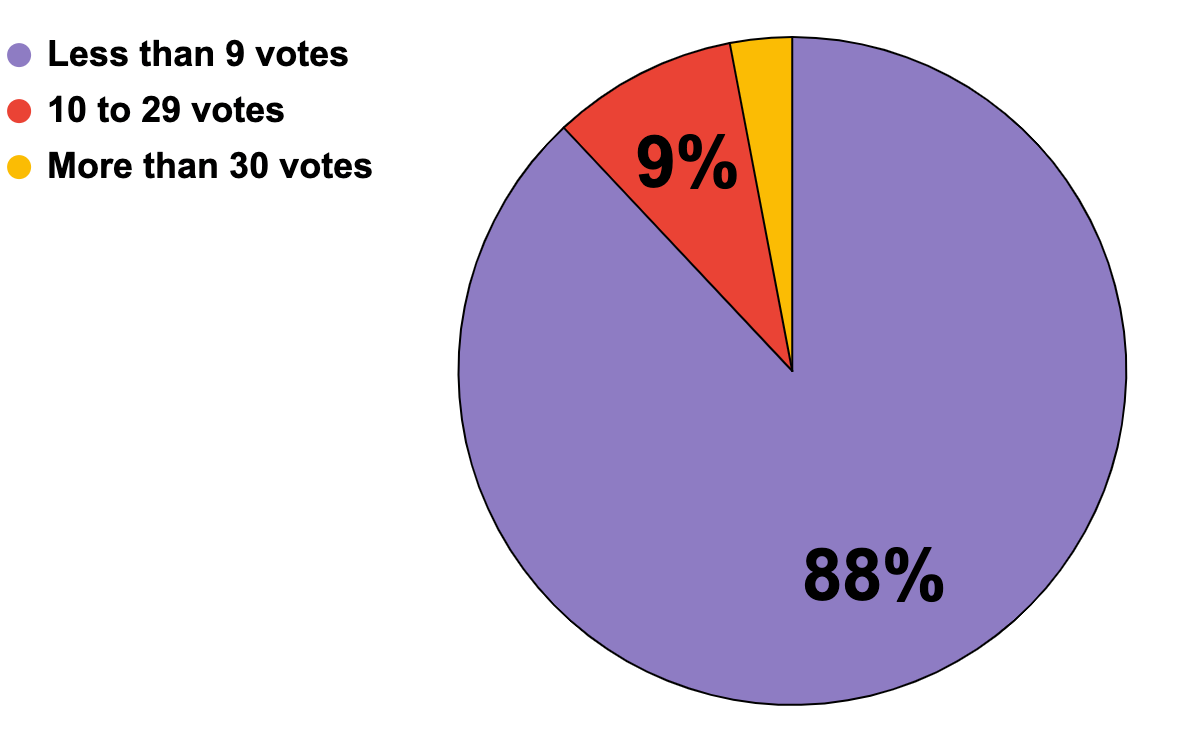 Less than 9 votes
10 to 29 votes
More than 30 votes
9%
88%